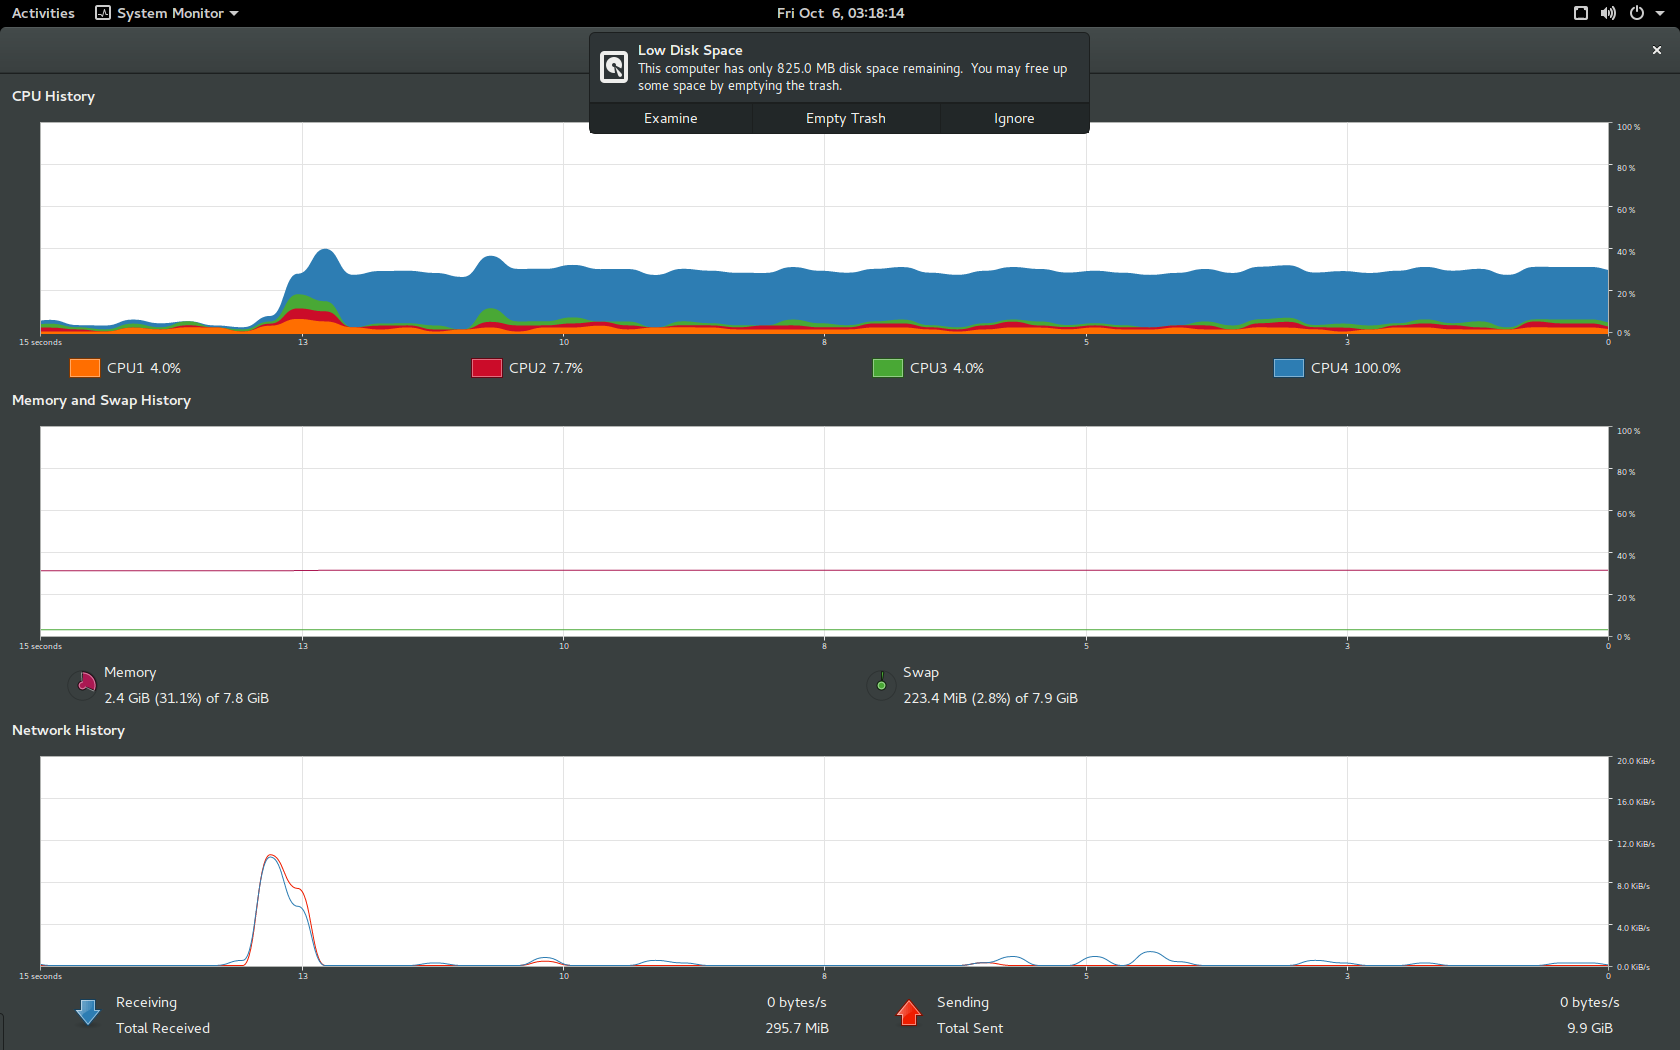 Activities System Monitor Fri Oct 6, 03:18:14
Low Disk Space
This computer has only 825.0 MB disk space remaining. You may free up
some space by emptying the trash.
Examine Empty Trash Ignore
CPU History
100 %
80 %
60 %
40 %
20 %
0 %
15 seconds 13 10 8 5 3 0
CPU1 4.0% CPU2 7.7% CPU3 4.0% CPU4 100.0%
Memory and Swap History
100 %
80 %
60 %
40 %
20 %
0 %
15 seconds 13 10 8 5 3 0
Memory Swap
2.4 GiB (31.1%) of 7.8 GiB 223.4 MiB (2.8%) of 7.9 GiB
Network History
20.0 KiB/s
16.0 KiB/s
12.0 KiB/s
8.0 KiB/s
4.0 KiB/s
0.0 KiB/s
15 seconds 13 10 8 5 3 0
Receiving 0 bytes/s Sending 0 bytes/s
Total Received 295.7 MiB Total Sent 9.9 GiB